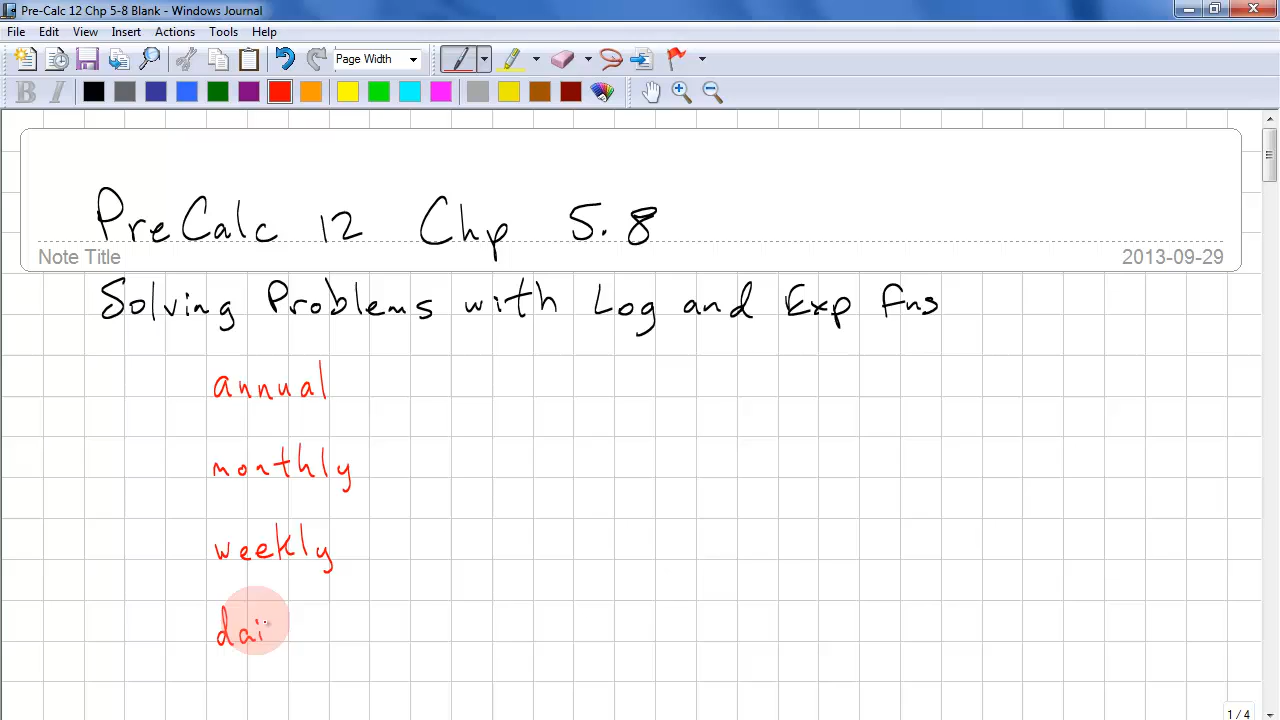 Pre-Calc 12 Chp 5-8 Blank - Windows Journal
File Edit View Insert Actions Tools Help
Page Width
B I
PreCalc 12 Chp 5.8
Note Title 2013-09-29
Solving Problems with Log and Exp Fns
annual
monthly
weekly
dai
1/4